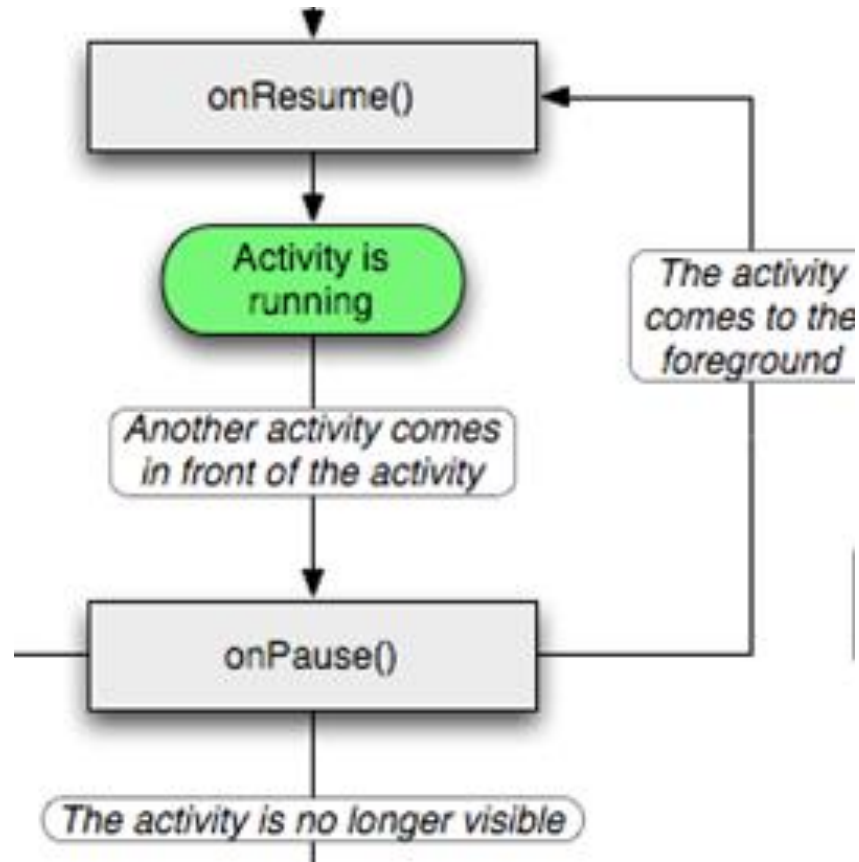 onResume()
Activity is
running
The activity
comes to the
foreground
Another activity comes
in front of the activity
onPause()
The activity is no longer visible